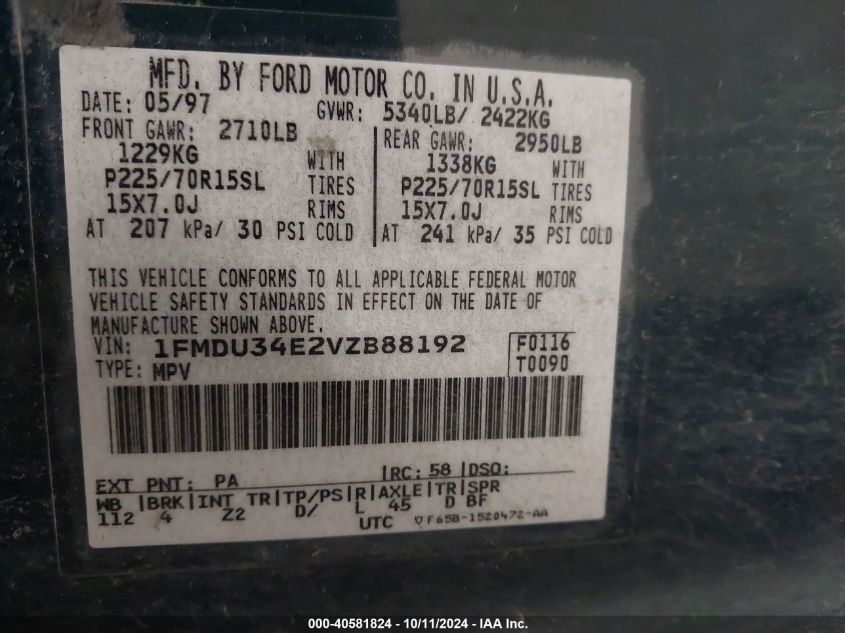 MFD. BY FORD MOTOR CO. IN U.S.A.
DATE: 05/97 GVWR: 5340LB/ 2422KG
FRONT GAWR: 2710LB REAR GAWR: 2950LB
1229KG WITH 1338KG WITH
P225/70R15SL TIRES P225/70R15SL TIRES
15X7.0J RIMS 15X7.0J RIMS
AT 207 kPa/ 30 PSI COLD AT 241 kPa/ 35 PSI COLD
THIS VEHICLE CONFORMS TO ALL APPLICABLE FEDERAL MOTOR
VEHICLE SAFETY STANDARDS IN EFFECT ON THE DATE OF
MANUFACTURE SHOWN ABOVE.
VIN: 1FMDU34E2VZB88192 F0116
TYPE: MPV T0090
EXT PNT: PA RC: 58 DSO:
WB BRK INT TR TP/PS R AXLE TR SPR
112 4 Z2 D/ L 45 D BF
UTC ▽F65B-1520472-AA
000-40581824 - 10/11/2024 - IAA Inc.